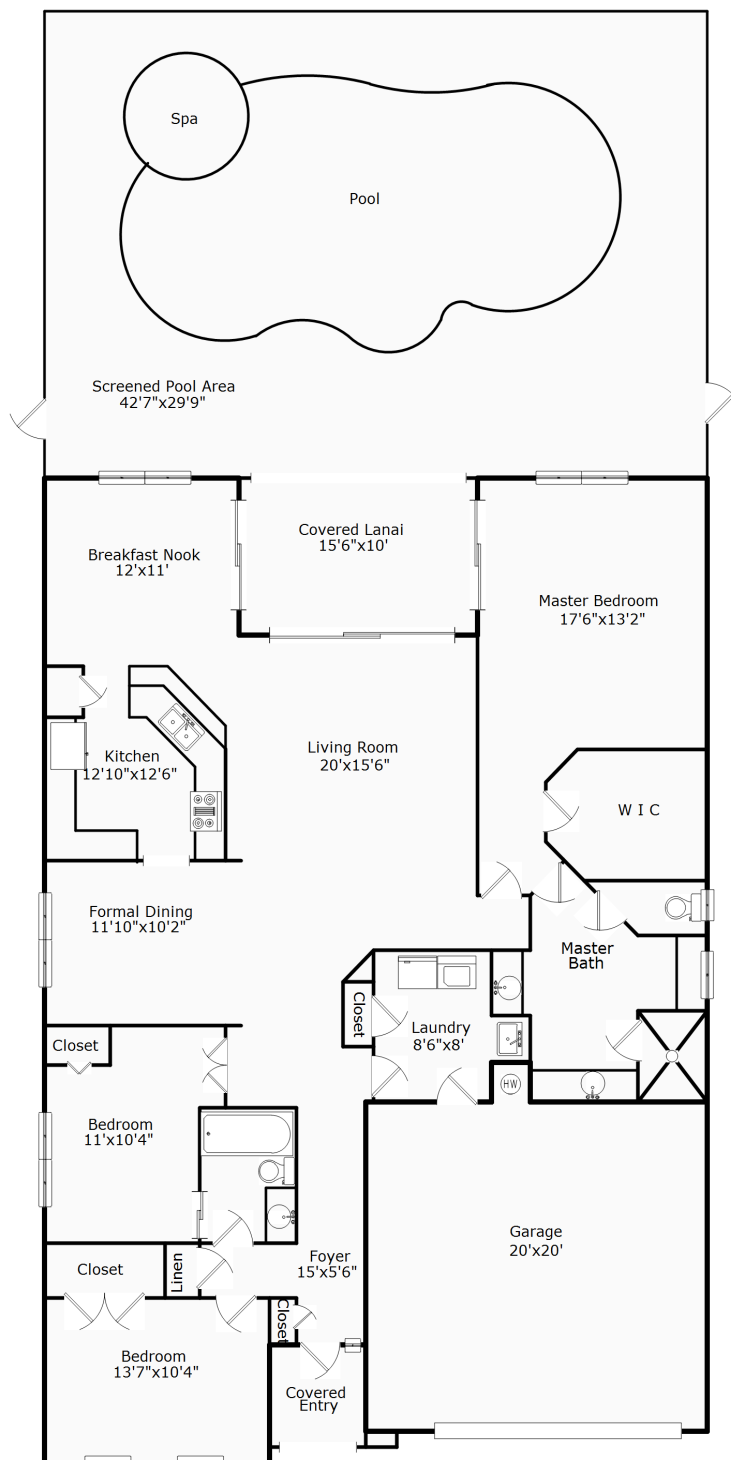 Spa
Pool
Screened Pool Area
42'7"x29'9"
Covered Lanai
15'6"x10'
Breakfast Nook
12'x11'
Master Bedroom
17'6"x13'2"
Living Room
20'x15'6"
Kitchen
12'10"x12'6"
W I C
Formal Dining
11'10"x10'2"
Master
Bath
Closet
Laundry
8'6"x8'
Closet
HW
Bedroom
11'x10'4"
Garage
20'x20'
Foyer
15'x5'6"
Closet
Linen
Closet
Bedroom
13'7"x10'4"
Covered
Entry